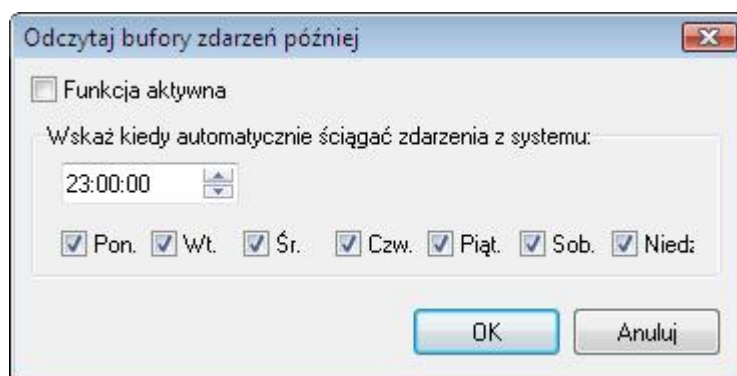 Odczytaj bufory zdarzeń później
Funkcja aktywna
Wskaż kiedy automatycznie ściągać zdarzenia z systemu:
23:00:00
Pon. Wt. Śr. Czw. Piąt. Sob. Niedz
OK Anuluj